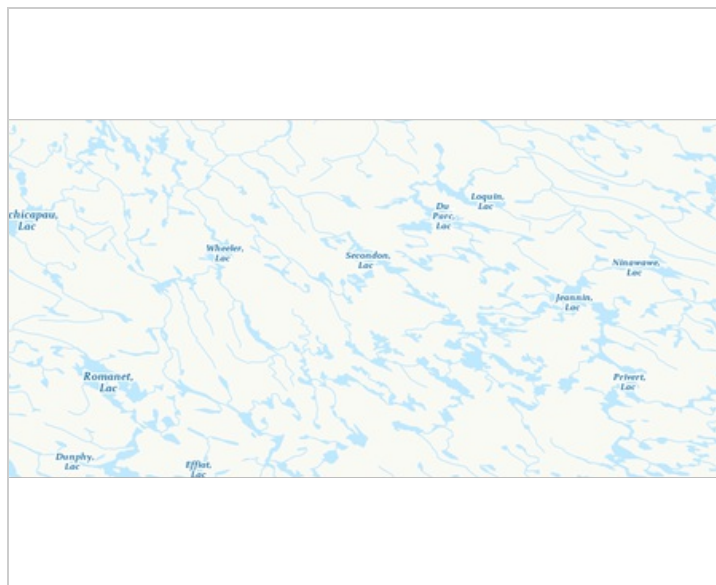 Loquin,
Lac
Du
Parc,
Lac
chicapau,
Lac
Wheeler,
Lac
Secondon,
Lac
Ninawawe,
Lac
Jeannin,
Lac
Romanet,
Lac
Privert,
Lac
Dunphy,
Lac
Effiat,
Lac